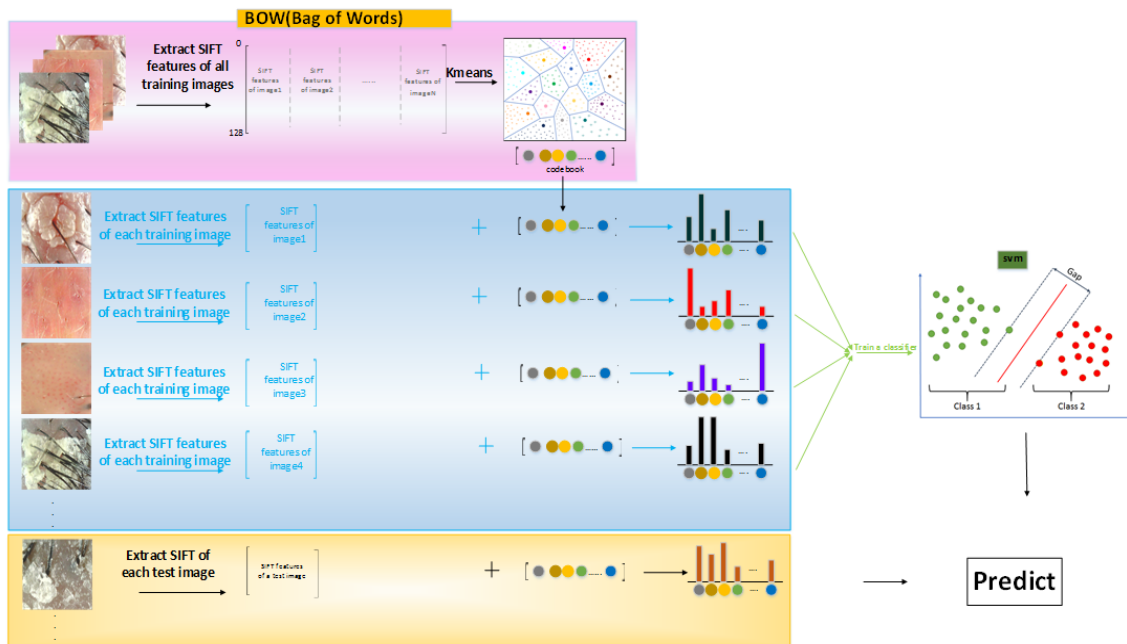 BOW(Bag of Words)
Extract SIFT
features of all
training images
0
128
SIFT
features
of image1
SIFT
features
of image2
......
SIFT
features of
imageN
Kmeans
[ ...... ]
codebook
Extract SIFT features
of each training image
SIFT
features of
image1
+
[ ...... ]
....
....
Extract SIFT features
of each training image
SIFT
features of
image2
+
[ ...... ]
....
....
Extract SIFT features
of each training image
SIFT
features of
image3
+
[ ...... ]
....
....
Extract SIFT features
of each training image
SIFT
features of
image4
+
[ ...... ]
....
....
Train a classifier
svm
Gap
Class 1
Class 2
Extract SIFT of
each test image
SIFT features
of a test image
+
[ ....... ]
....
....
Predict